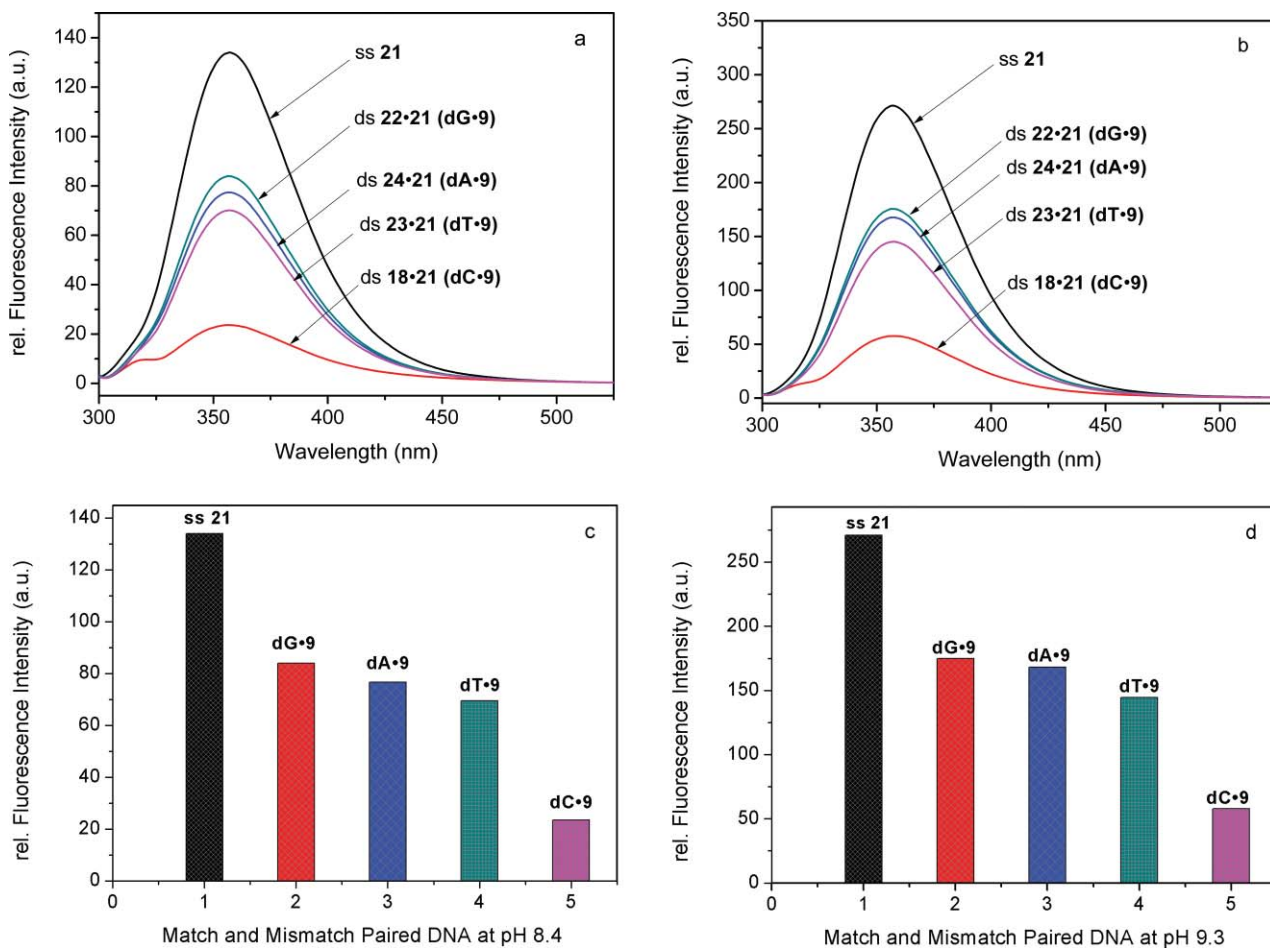 a
rel. Fluorescence Intensity (a.u.)
140
120
100
80
60
40
20
0
ss 21
ds 22•21 (dG•9)
ds 24•21 (dA•9)
ds 23•21 (dT•9)
ds 18•21 (dC•9)
300 350 400 450 500
Wavelength (nm)
b
rel. Fluorescence Intensity (a.u.)
350
300
250
200
150
100
50
0
ss 21
ds 22•21 (dG•9)
ds 24•21 (dA•9)
ds 23•21 (dT•9)
ds 18•21 (dC•9)
300 350 400 450 500
Wavelength (nm)
c
rel. Fluorescence Intensity (a.u.)
140
120
100
80
60
40
20
0
ss 21
dG•9
dA•9
dT•9
dC•9
0 1 2 3 4 5
Match and Mismatch Paired DNA at pH 8.4
d
rel. Fluorescence Intensity (a.u.)
250
200
150
100
50
0
ss 21
dG•9
dA•9
dT•9
dC•9
0 1 2 3 4 5
Match and Mismatch Paired DNA at pH 9.3